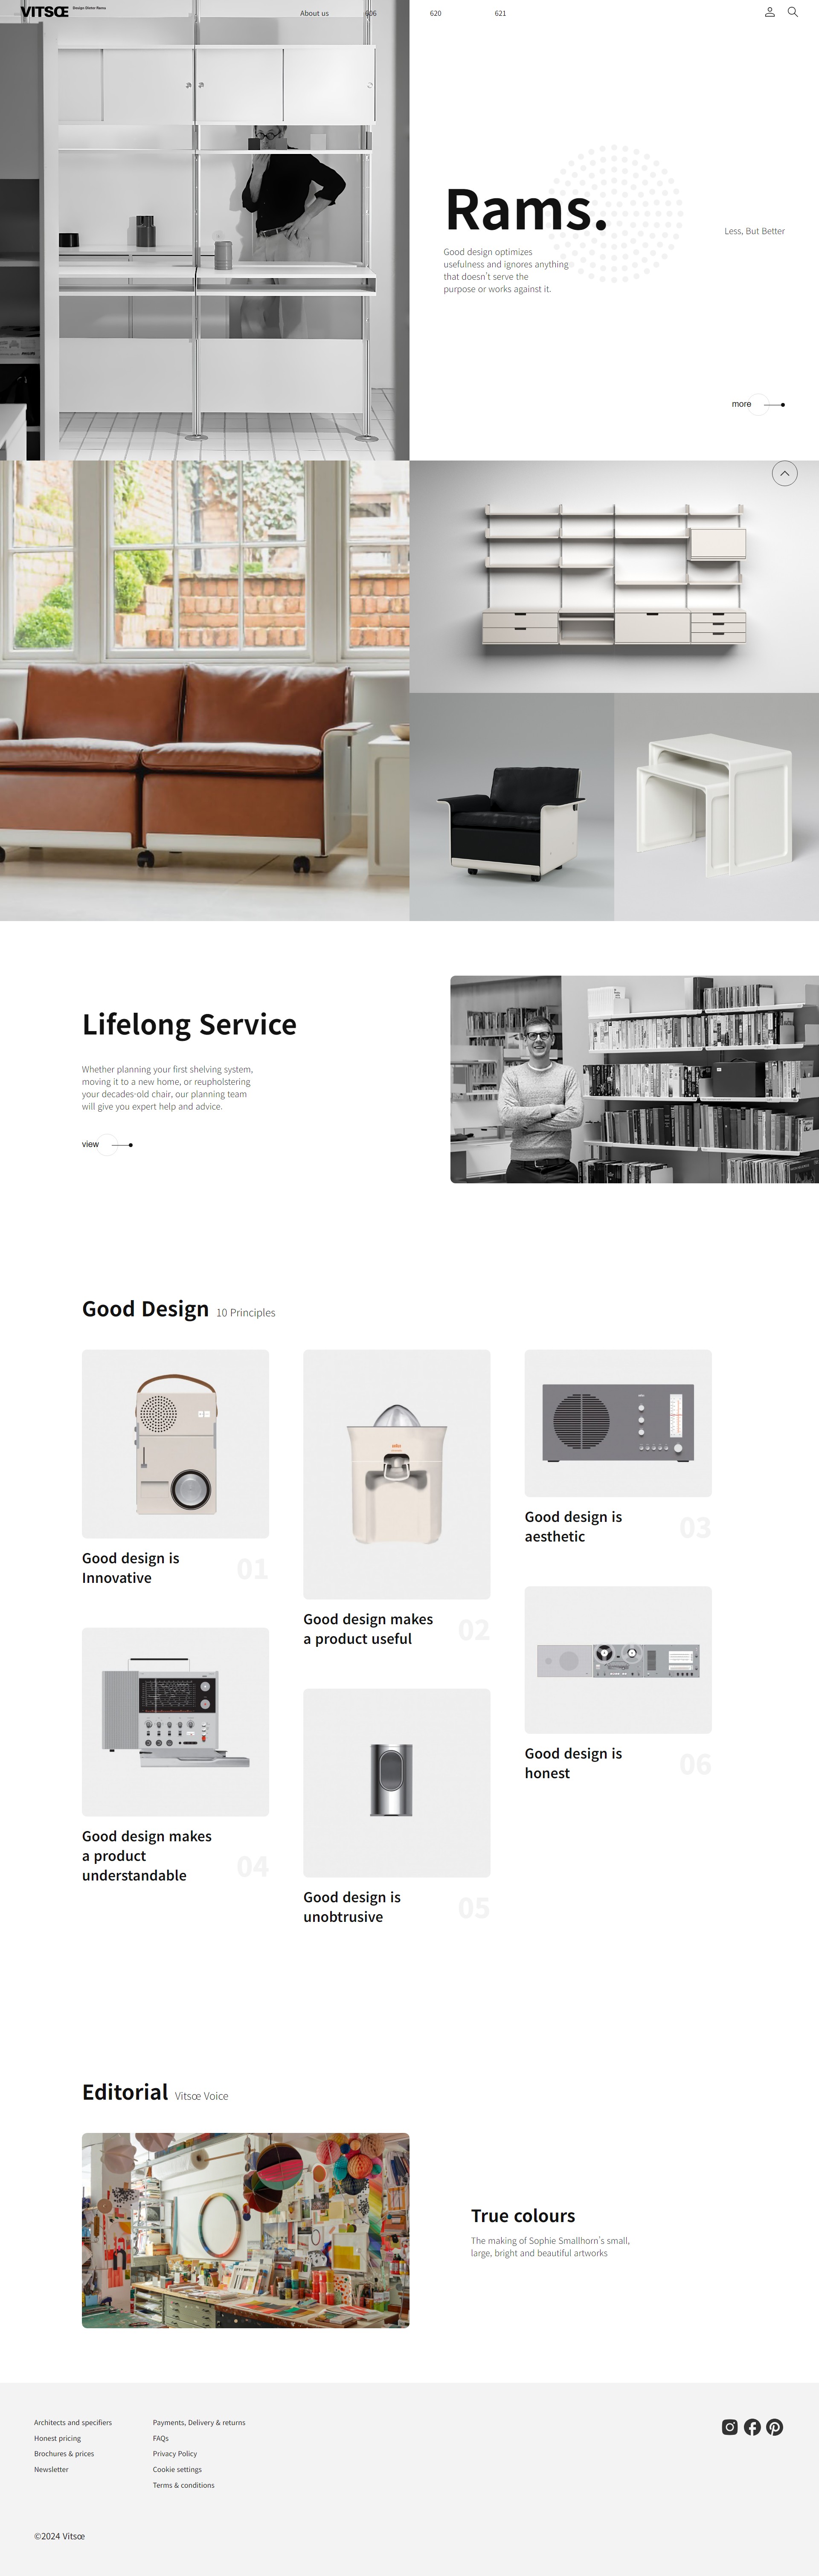 VITSŒ
Design Dieter Rams
About us
606
620
621
Rams.
Less, But Better
Good design optimizes
usefulness and ignores anything
that doesn't serve the
purpose or works against it.
more
Lifelong Service
Whether planning your first shelving system,
moving it to a new home, or reupholstering
your decades-old chair, our planning team
will give you expert help and advice.
view
Good Design 10 Principles
Good design is
Innovative
01
Good design makes
a product useful
02
Good design is
aesthetic
03
Good design makes
a product
understandable
04
Good design is
unobtrusive
05
Good design is
honest
06
Editorial Vitsœ Voice
True colours
The making of Sophie Smallhorn's small,
large, bright and beautiful artworks
Architects and specifiers
Honest pricing
Brochures & prices
Newsletter
Payments, Delivery & returns
FAQs
Privacy Policy
Cookie settings
Terms & conditions
©2024 Vitsœ